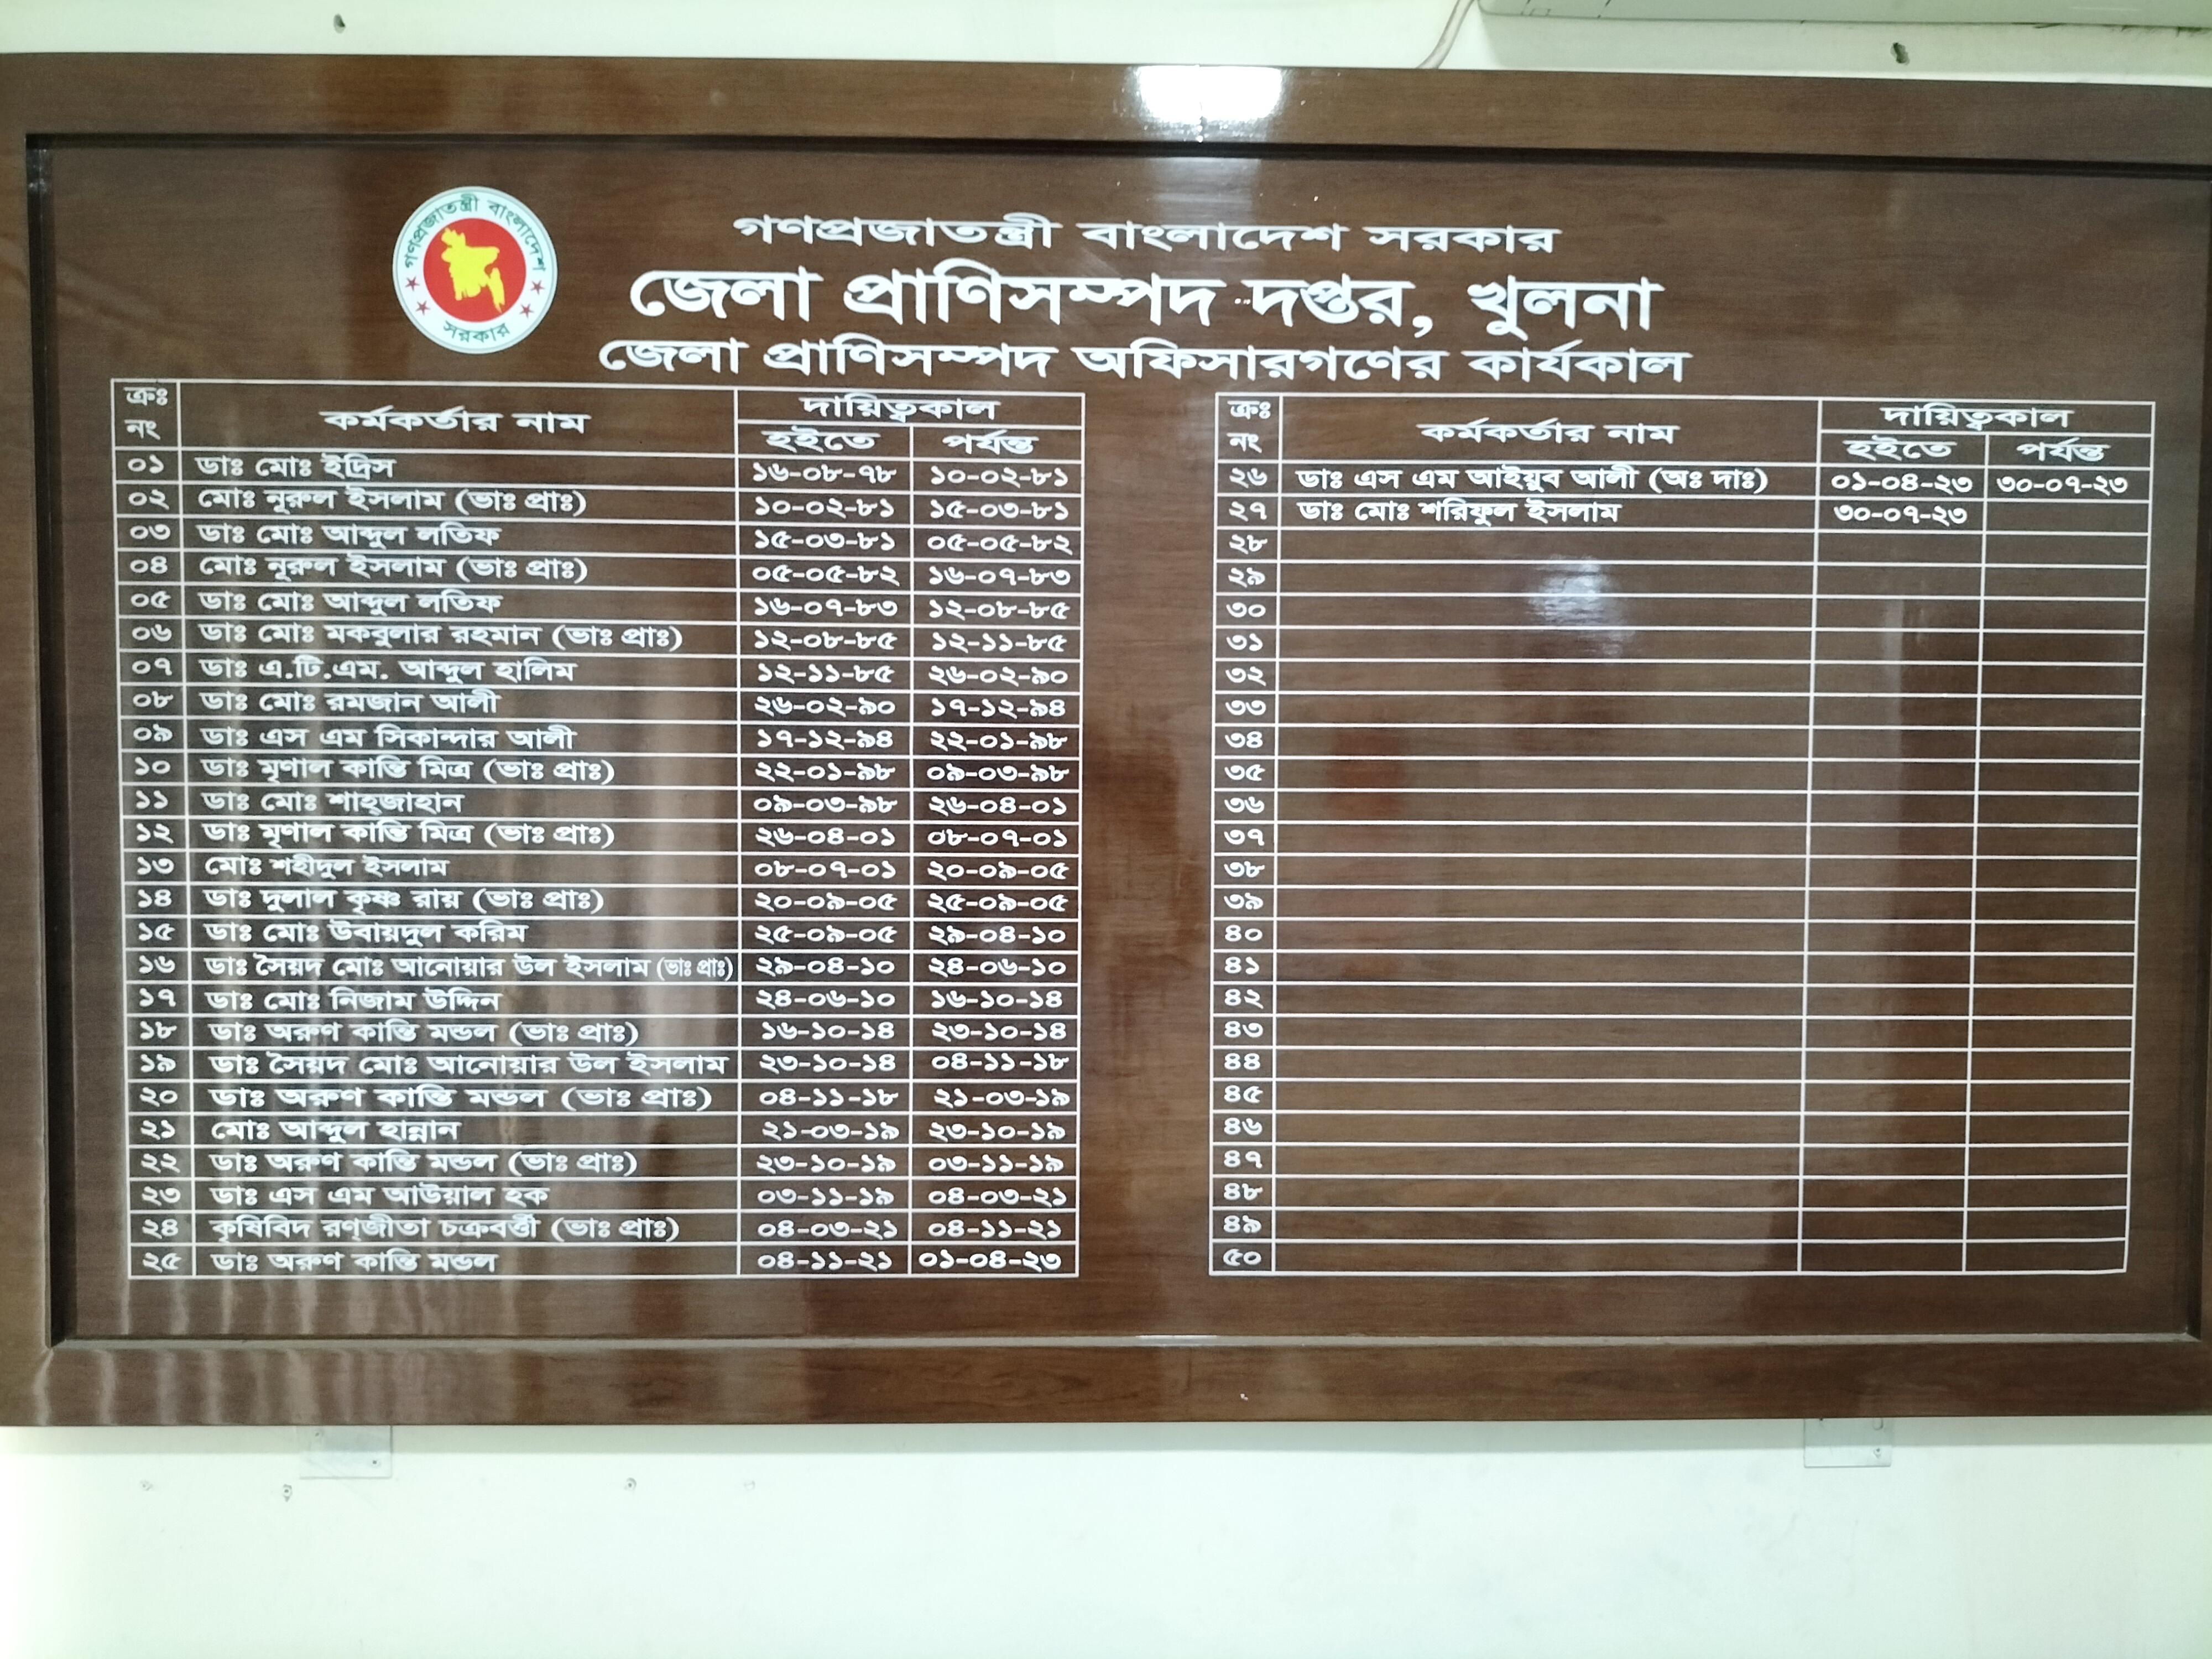 গণপ্রজাতন্ত্রী বাংলাদেশ
সরকার
গণপ্রজাতন্ত্রী বাংলাদেশ সরকার
জেলা প্রাণিসম্পদ দপ্তর, খুলনা
জেলা প্রাণিসম্পদ অফিসারগণের কার্যকাল
ক্রঃ নং কর্মকর্তার নাম দায়িত্বকাল
হইতে পর্যন্ত
০১ ডাঃ মোঃ ইদ্রিস ১৬-০৮-৭৮ ১০-০২-৮১
০২ মোঃ নূরুল ইসলাম (ভাঃ প্রাঃ) ১০-০২-৮১ ১৫-০৩-৮১
০৩ ডাঃ মোঃ আব্দুল লতিফ ১৫-০৩-৮১ ০৫-০৫-৮২
০৪ মোঃ নূরুল ইসলাম (ভাঃ প্রাঃ) ০৫-০৫-৮২ ১৬-০৭-৮৩
০৫ ডাঃ মোঃ আব্দুল লতিফ ১৬-০৭-৮৩ ১২-০৮-৮৫
০৬ ডাঃ মোঃ মকবুলার রহমান (ভাঃ প্রাঃ) ১২-০৮-৮৫ ১২-১১-৮৫
০৭ ডাঃ এ.টি.এম. আব্দুল হালিম ১২-১১-৮৫ ২৬-০২-৯০
০৮ ডাঃ মোঃ রমজান আলী ২৬-০২-৯০ ১৭-১২-৯৪
০৯ ডাঃ এস এম সিকান্দার আলী ১৭-১২-৯৪ ২২-০১-৯৮
১০ ডাঃ মৃণাল কান্তি মিত্র (ভাঃ প্রাঃ) ২২-০১-৯৮ ০৯-০৩-৯৮
১১ ডাঃ মোঃ শাহ্জাহান ০৯-০৩-৯৮ ২৬-০৪-০১
১২ ডাঃ মৃণাল কান্তি মিত্র (ভাঃ প্রাঃ) ২৬-০৪-০১ ০৮-০৭-০১
১৩ মোঃ শহীদুল ইসলাম ০৮-০৭-০১ ২০-০৯-০৫
১৪ ডাঃ দুলাল কৃষ্ণ রায় (ভাঃ প্রাঃ) ২০-০৯-০৫ ২৫-০৯-০৫
১৫ ডাঃ মোঃ উবায়দুল করিম ২৫-০৯-০৫ ২৯-০৪-১০
১৬ ডাঃ সৈয়দ মোঃ আনোয়ার উল ইসলাম (ভাঃ প্রাঃ) ২৯-০৪-১০ ২৪-০৬-১০
১৭ ডাঃ মোঃ নিজাম উদ্দিন ২৪-০৬-১০ ১৬-১০-১৪
১৮ ডাঃ অরুণ কান্তি মন্ডল (ভাঃ প্রাঃ) ১৬-১০-১৪ ২৩-১০-১৪
১৯ ডাঃ সৈয়দ মোঃ আনোয়ার উল ইসলাম ২৩-১০-১৪ ০৪-১১-১৮
২০ ডাঃ অরুণ কান্তি মন্ডল (ভাঃ প্রাঃ) ০৪-১১-১৮ ২১-০৩-১৯
২১ মোঃ আব্দুল হান্নান ২১-০৩-১৯ ২৩-১০-১৯
২২ ডাঃ অরুণ কান্তি মন্ডল (ভাঃ প্রাঃ) ২৩-১০-১৯ ০৩-১১-১৯
২৩ ডাঃ এস এম আউয়াল হক ০৩-১১-১৯ ০৪-০৩-২১
২৪ কৃষিবিদ রণ্জীতা চক্রবর্ত্তী (ভাঃ প্রাঃ) ০৪-০৩-২১ ০৪-১১-২১
২৫ ডাঃ অরুণ কান্তি মন্ডল ০৪-১১-২১ ০১-০৪-২৩
ক্রঃ নং কর্মকর্তার নাম দায়িত্বকাল
হইতে পর্যন্ত
২৬ ডাঃ এস এম আইয়ুব আলী (অঃ দাঃ) ০১-০৪-২৩ ৩০-০৭-২৩
২৭ ডাঃ মোঃ শরিফুল ইসলাম ৩০-০৭-২৩
২৮
২৯
৩০
৩১
৩২
৩৩
৩৪
৩৫
৩৬
৩৭
৩৮
৩৯
৪০
৪১
৪২
৪৩
৪৪
৪৫
৪৬
৪৭
৪৮
৪৯
৫০